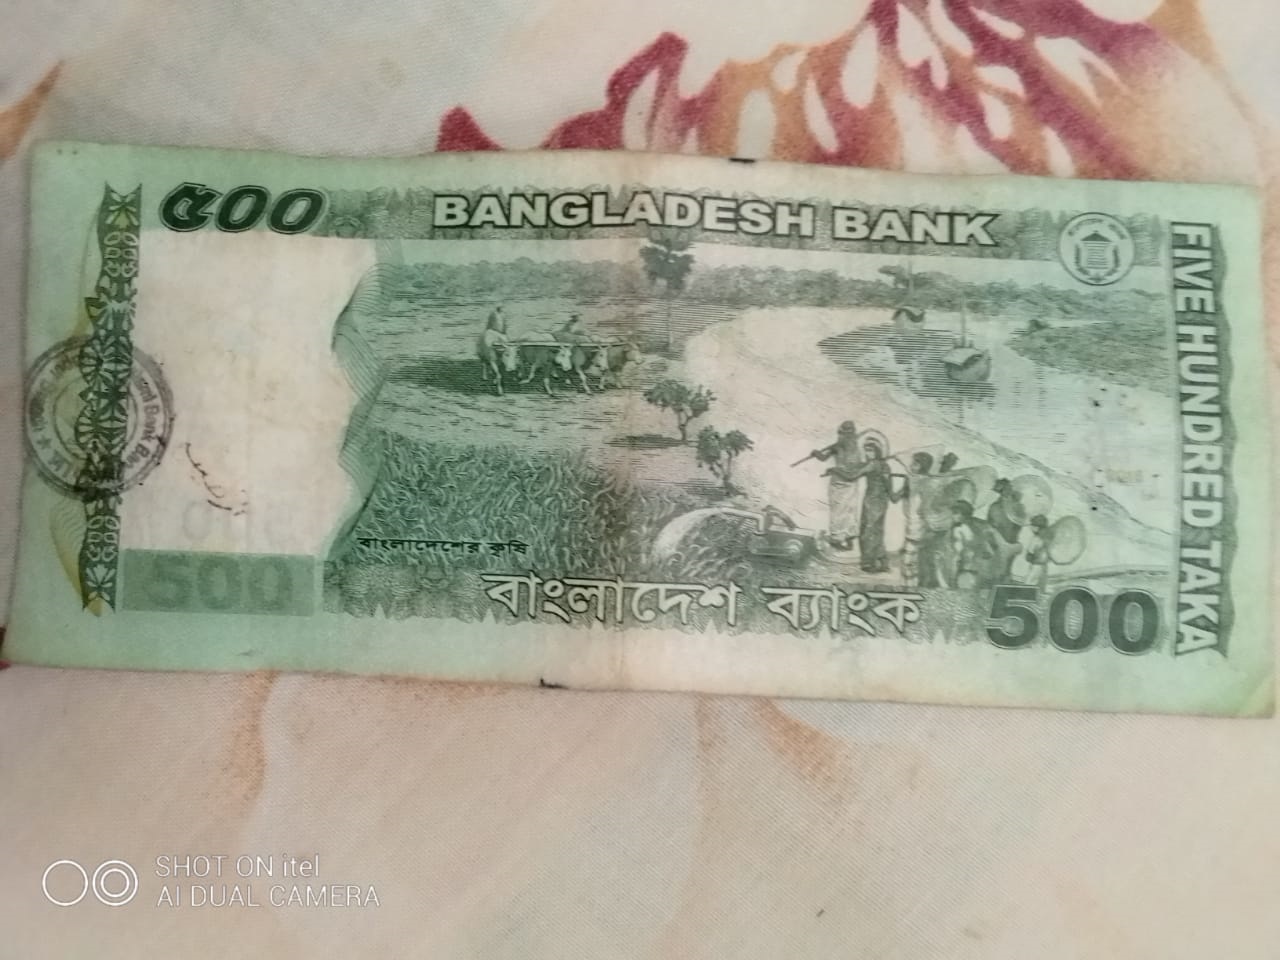 ৫০০
BANGLADESH BANK
FIVE HUNDRED TAKA
বাংলাদেশের কৃষি
500
বাংলাদেশ ব্যাংক
500
SHOT ON itel
AI DUAL CAMERA